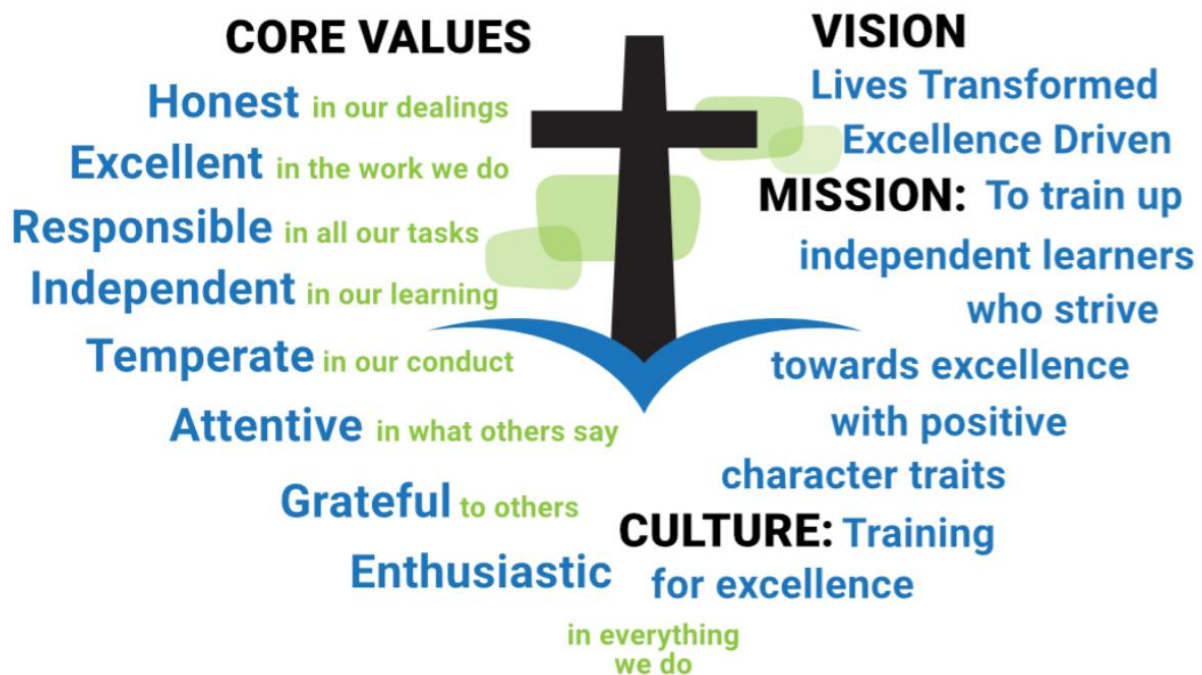 CORE VALUES
Honest in our dealings
Excellent in the work we do
Responsible in all our tasks
Independent in our learning
Temperate in our conduct
Attentive in what others say
Grateful to others
Enthusiastic
in everything
we do
VISION
Lives Transformed
Excellence Driven
MISSION: To train up
independent learners
who strive
towards excellence
with positive
character traits
CULTURE: Training
for excellence